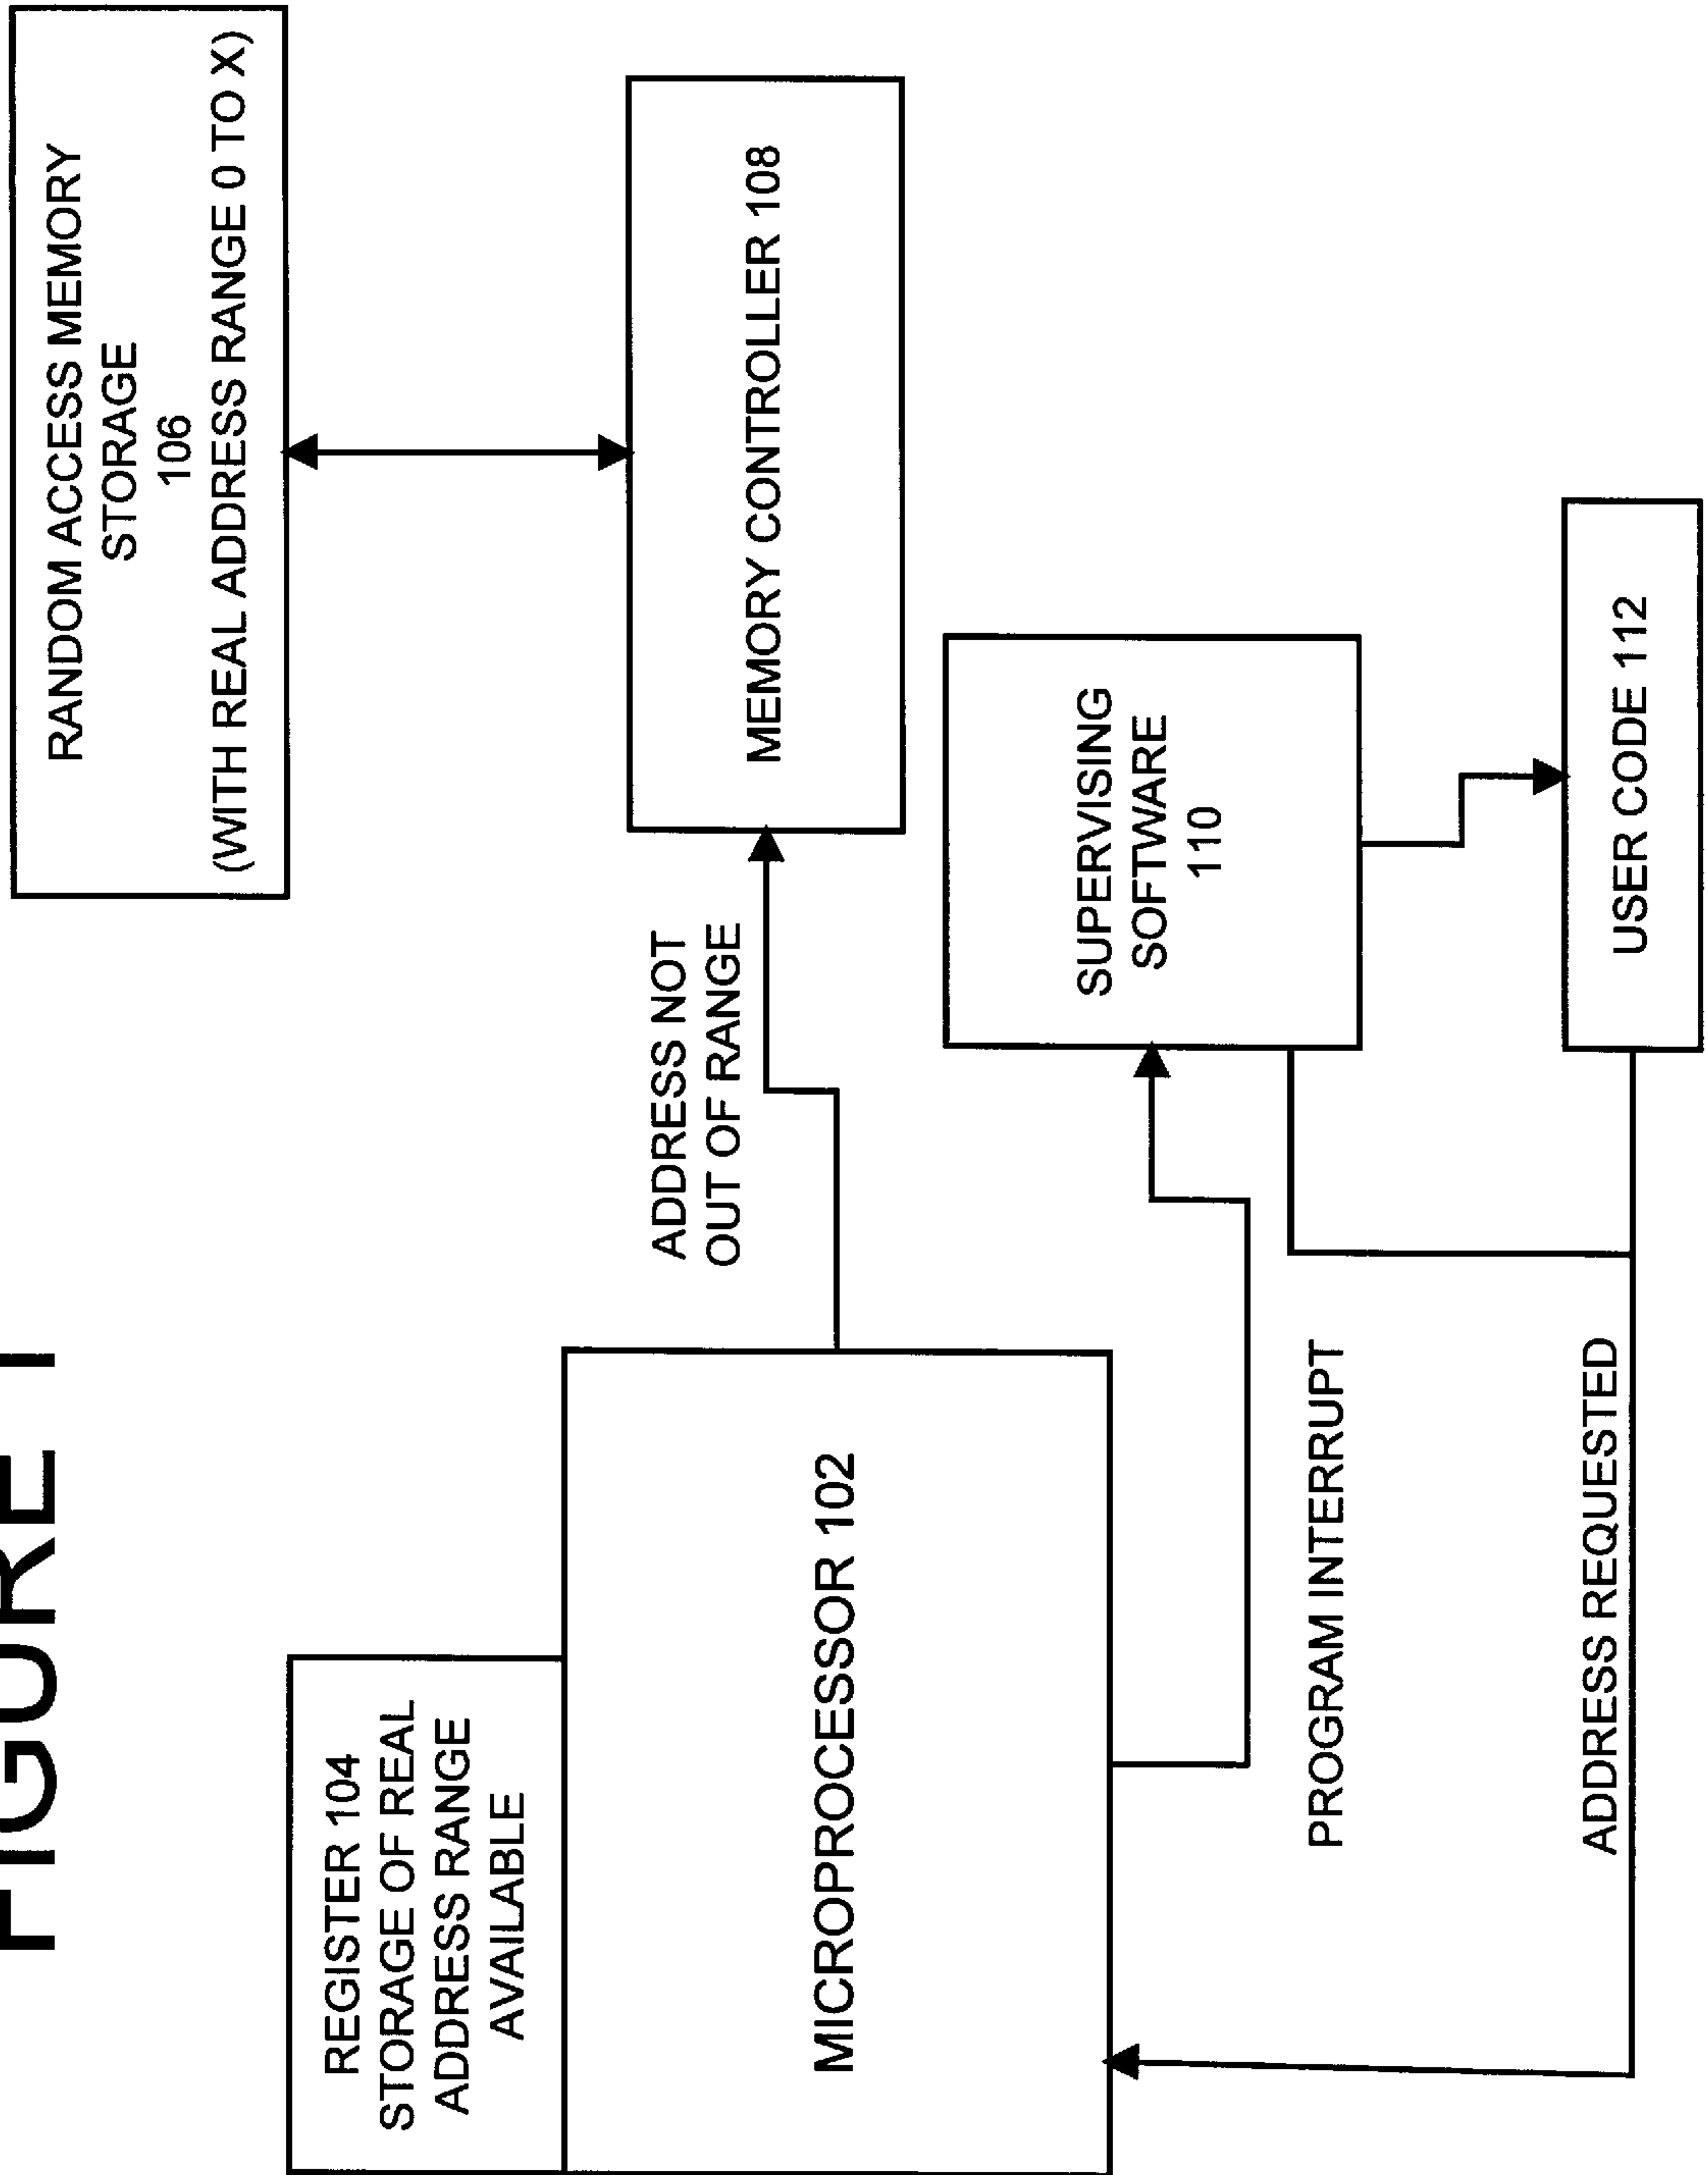 FIGURE 1
RANDOM ACCESS MEMORY
STORAGE
106
(WITH REAL ADDRESS RANGE 0 TO X)
REGISTER 104
STORAGE OF REAL
ADDRESS RANGE
AVAILABLE
MICROPROCESSOR 102
ADDRESS NOT
OUT OF RANGE
MEMORY CONTROLLER 108
SUPERVISING
SOFTWARE
110
PROGRAM INTERRUPT
ADDRESS REQUESTED
USER CODE 112